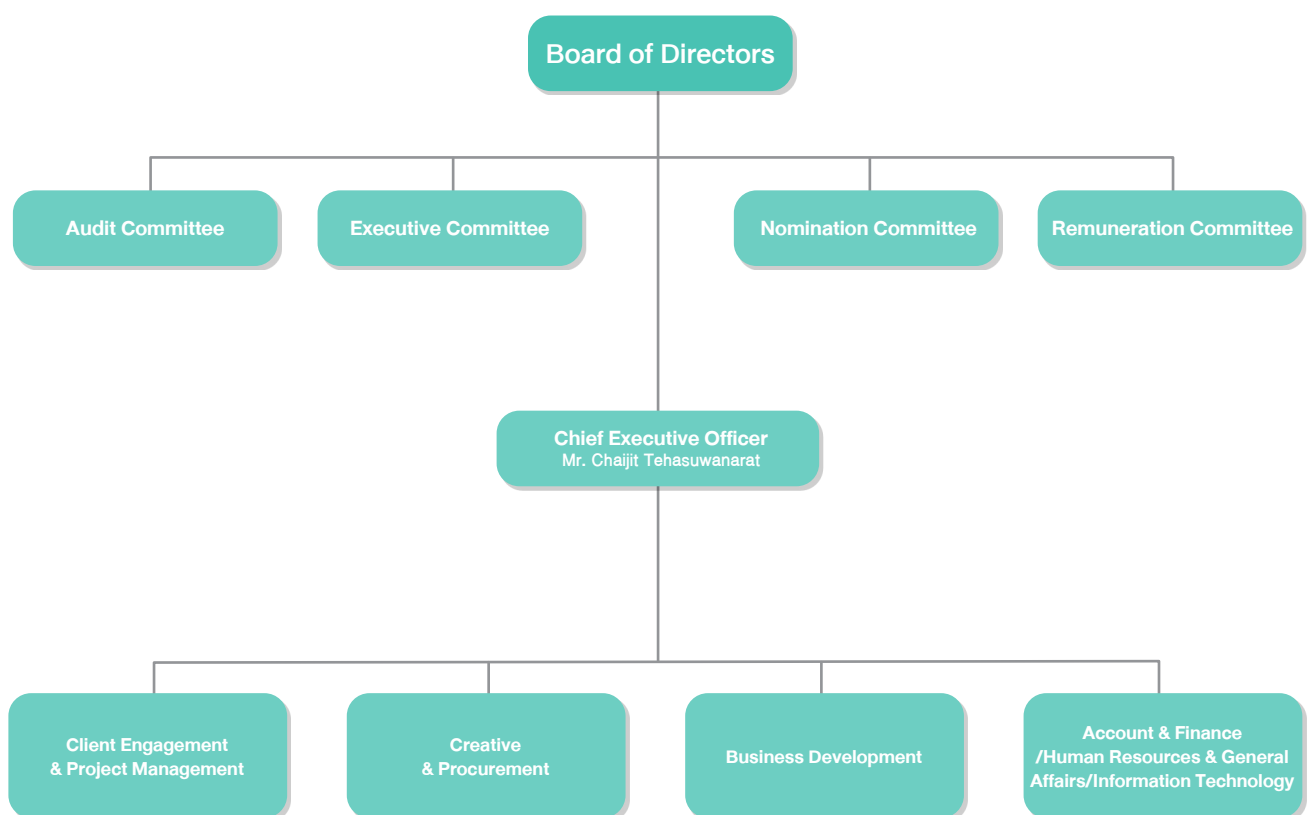 Board of Directors
Audit Committee
Executive Committee
Nomination Committee
Remuneration Committee
Chief Executive Officer
Mr. Chaijit Tehasuwanarat
Client Engagement
& Project Management
Creative
& Procurement
Business Development
Account & Finance
/Human Resources & General
Affairs/Information Technology